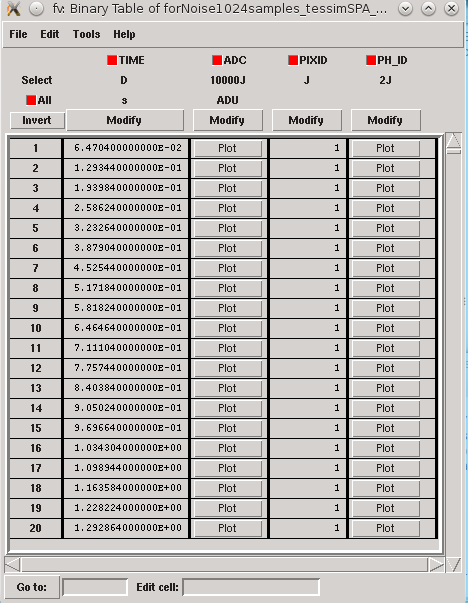 fv: Binary Table of forNoise1024samples_tessimSPA_...
File Edit Tools Help
TIME ADC PIXID PH_ID
Select D 10000J J 2J
All s ADU
Invert Modify Modify Modify Modify
1 6.470400000000E-02 Plot 1 Plot
2 1.293440000000E-01 Plot 1 Plot
3 1.939840000000E-01 Plot 1 Plot
4 2.586240000000E-01 Plot 1 Plot
5 3.232640000000E-01 Plot 1 Plot
6 3.879040000000E-01 Plot 1 Plot
7 4.525440000000E-01 Plot 1 Plot
8 5.171840000000E-01 Plot 1 Plot
9 5.818240000000E-01 Plot 1 Plot
10 6.464640000000E-01 Plot 1 Plot
11 7.111040000000E-01 Plot 1 Plot
12 7.757440000000E-01 Plot 1 Plot
13 8.403840000000E-01 Plot 1 Plot
14 9.050240000000E-01 Plot 1 Plot
15 9.696640000000E-01 Plot 1 Plot
16 1.034304000000E+00 Plot 1 Plot
17 1.098944000000E+00 Plot 1 Plot
18 1.163584000000E+00 Plot 1 Plot
19 1.228224000000E+00 Plot 1 Plot
20 1.292864000000E+00 Plot 1 Plot
Go to: Edit cell: